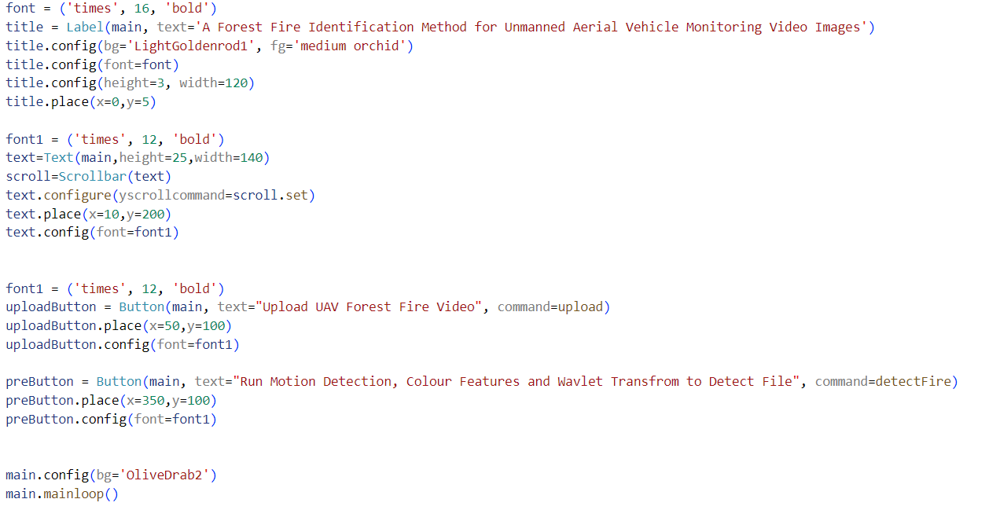 font = ('times', 16, 'bold')
title = Label(main, text='A Forest Fire Identification Method for Unmanned Aerial Vehicle Monitoring Video Images')
title.config(bg='LightGoldenrod1', fg='medium orchid')
title.config(font=font)
title.config(height=3, width=120)
title.place(x=0,y=5)
font1 = ('times', 12, 'bold')
text=Text(main,height=25,width=140)
scroll=Scrollbar(text)
text.configure(yscrollcommand=scroll.set)
text.place(x=10,y=200)
text.config(font=font1)
font1 = ('times', 12, 'bold')
uploadButton = Button(main, text="Upload UAV Forest Fire Video", command=upload)
uploadButton.place(x=50,y=100)
uploadButton.config(font=font1)
preButton = Button(main, text="Run Motion Detection, Colour Features and Wavlet Transfrom to Detect File", command=detectFire)
preButton.place(x=350,y=100)
preButton.config(font=font1)
main.config(bg='OliveDrab2')
main.mainloop()